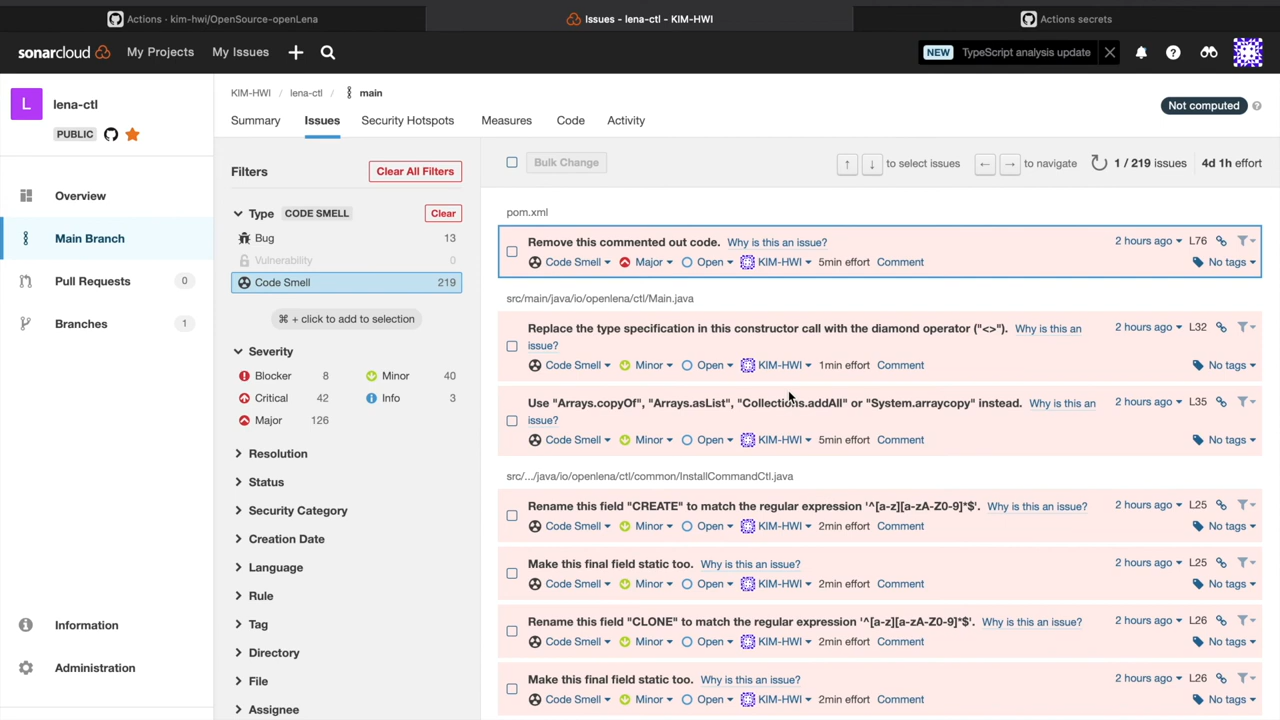 Actions · kim-hwi/OpenSource-openLena
Issues - lena-ctl - KIM-HWI
Actions secrets
sonarcloud My Projects My Issues
NEW TypeScript analysis update
L lena-ctl
PUBLIC
Overview
Main Branch
Pull Requests 0
Branches 1
Information
Administration
KIM-HWI / lena-ctl / main
Not computed
Summary Issues Security Hotspots Measures Code Activity
Filters Clear All Filters
Type CODE SMELL Clear
Bug 13
Vulnerability 0
Code Smell 219
⌘ + click to add to selection
Severity
Blocker 8 Minor 40
Critical 42 Info 3
Major 126
Resolution
Status
Security Category
Creation Date
Language
Rule
Tag
Directory
File
Assignee
Bulk Change ↑ ↓ to select issues ← → to navigate 1 / 219 issues 4d 1h effort
pom.xml
Remove this commented out code. Why is this an issue? 2 hours ago L76
Code Smell Major Open KIM-HWI 5min effort Comment No tags
src/main/java/io/openlena/ctl/Main.java
Replace the type specification in this constructor call with the diamond operator ("<>"). Why is this an 2 hours ago L32
issue?
Code Smell Minor Open KIM-HWI 1min effort Comment No tags
Use "Arrays.copyOf", "Arrays.asList", "Collections.addAll" or "System.arraycopy" instead. Why is this an 2 hours ago L35
issue?
Code Smell Minor Open KIM-HWI 5min effort Comment No tags
src/.../java/io/openlena/ctl/common/InstallCommandCtl.java
Rename this field "CREATE" to match the regular expression '^[a-z][a-zA-Z0-9]*$'. Why is this an issue? 2 hours ago L25
Code Smell Minor Open KIM-HWI 2min effort Comment No tags
Make this final field static too. Why is this an issue? 2 hours ago L25
Code Smell Minor Open KIM-HWI 2min effort Comment No tags
Rename this field "CLONE" to match the regular expression '^[a-z][a-zA-Z0-9]*$'. Why is this an issue? 2 hours ago L26
Code Smell Minor Open KIM-HWI 2min effort Comment No tags
Make this final field static too. Why is this an issue? 2 hours ago L26
Code Smell Minor Open KIM-HWI 2min effort Comment No tags